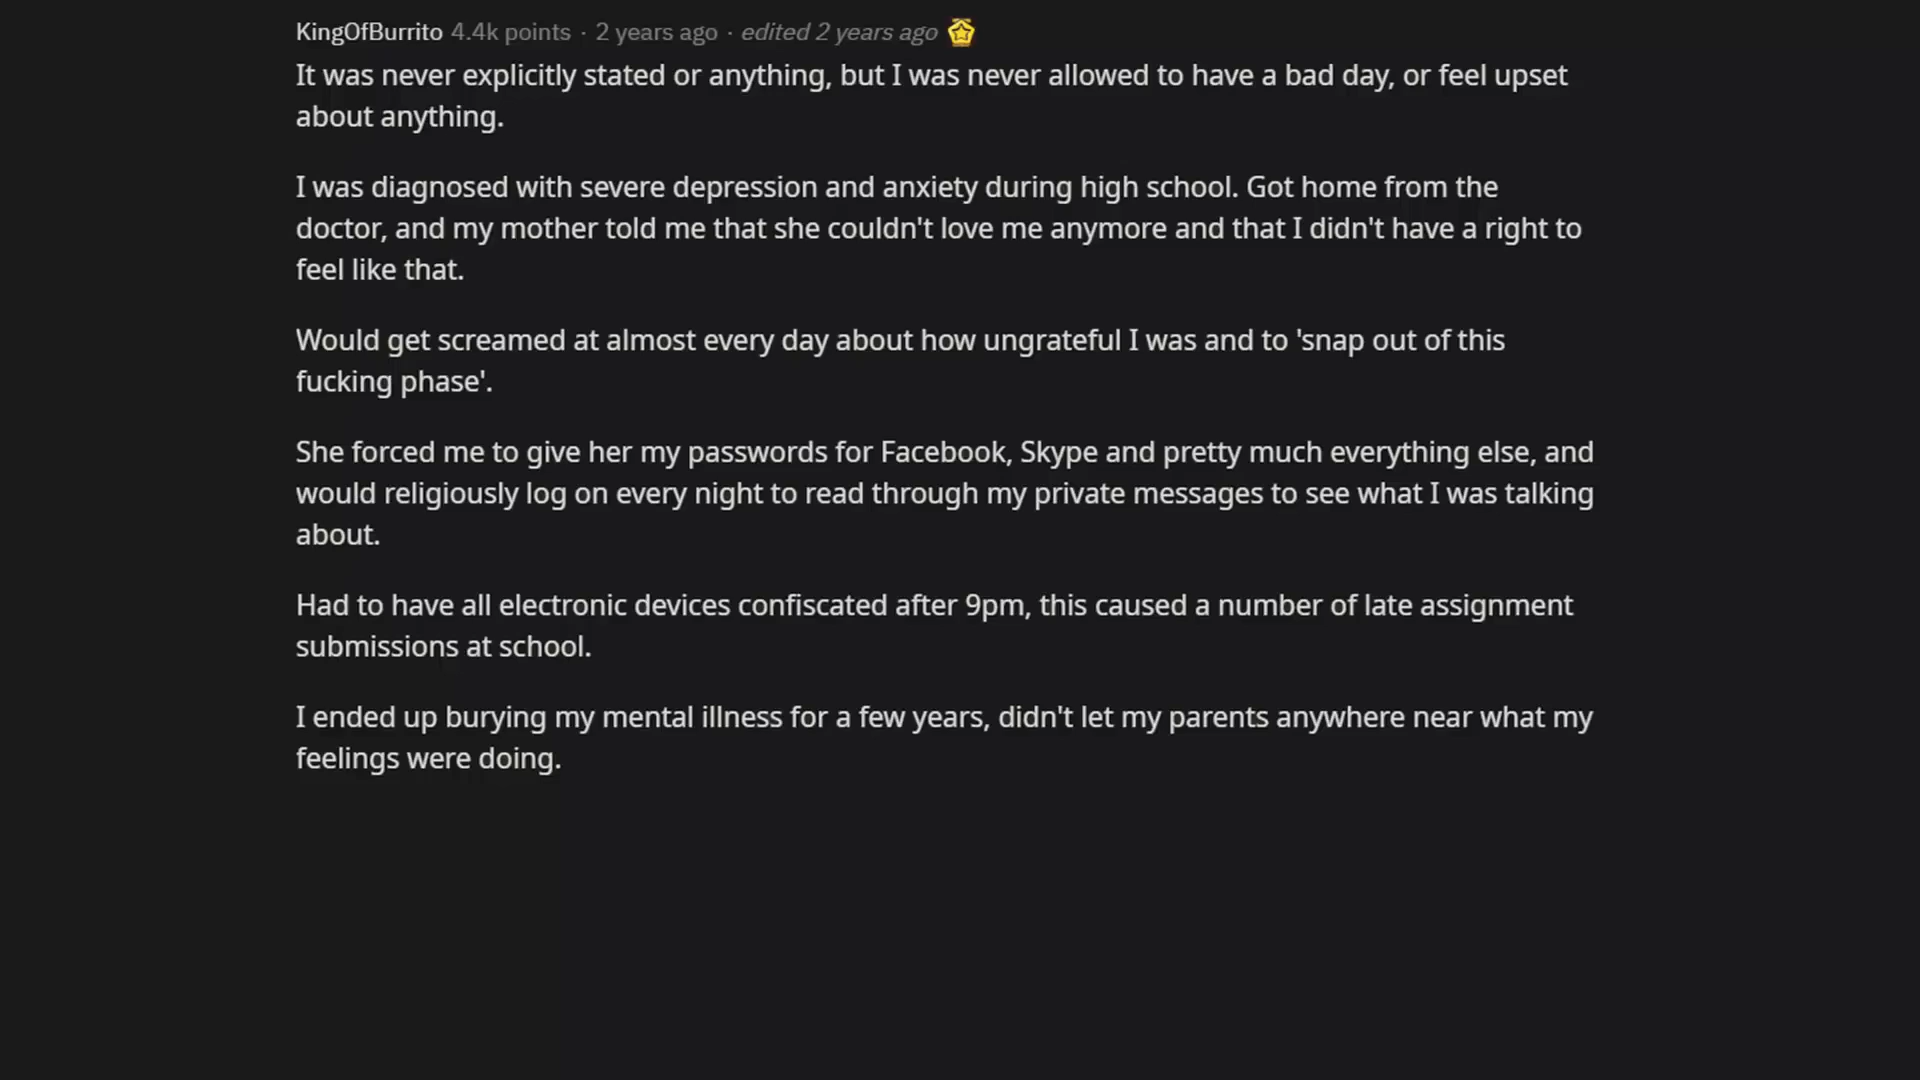 KingOfBurrito 4.4k points · 2 years ago · edited 2 years ago
It was never explicitly stated or anything, but I was never allowed to have a bad day, or feel upset
about anything.
I was diagnosed with severe depression and anxiety during high school. Got home from the
doctor, and my mother told me that she couldn't love me anymore and that I didn't have a right to
feel like that.
Would get screamed at almost every day about how ungrateful I was and to 'snap out of this
fucking phase'.
She forced me to give her my passwords for Facebook, Skype and pretty much everything else, and
would religiously log on every night to read through my private messages to see what I was talking
about.
Had to have all electronic devices confiscated after 9pm, this caused a number of late assignment
submissions at school.
I ended up burying my mental illness for a few years, didn't let my parents anywhere near what my
feelings were doing.